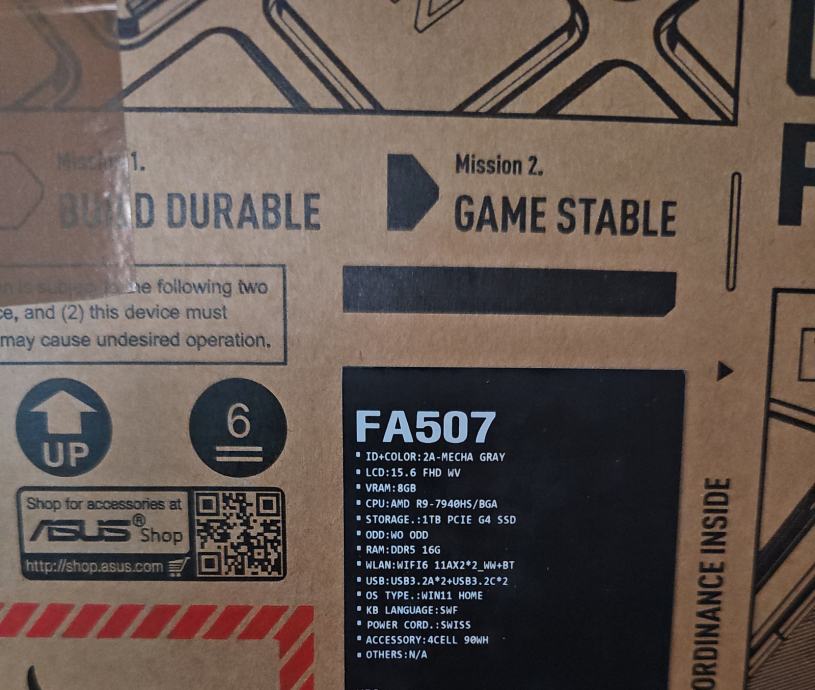 Mission 1.
BUILD DURABLE
Mission 2.
GAME STABLE
the following two
ce, and (2) this device must
may cause undesired operation.
UP
6
Shop for accessories at
ASUS® Shop
http://shop.asus.com
FA507
ID+COLOR:2A-MECHA GRAY
LCD:15.6 FHD WV
VRAM:8GB
CPU:AMD R9-7940HS/BGA
STORAGE.:1TB PCIE G4 SSD
ODD:WO ODD
RAM:DDR5 16G
WLAN:WIFI6 11AX2*2_WW+BT
USB:USB3.2A*2+USB3.2C*2
OS TYPE.:WIN11 HOME
KB LANGUAGE:SWF
POWER CORD.:SWISS
ACCESSORY:4CELL 90WH
OTHERS:N/A
ORDINANCE INSIDE